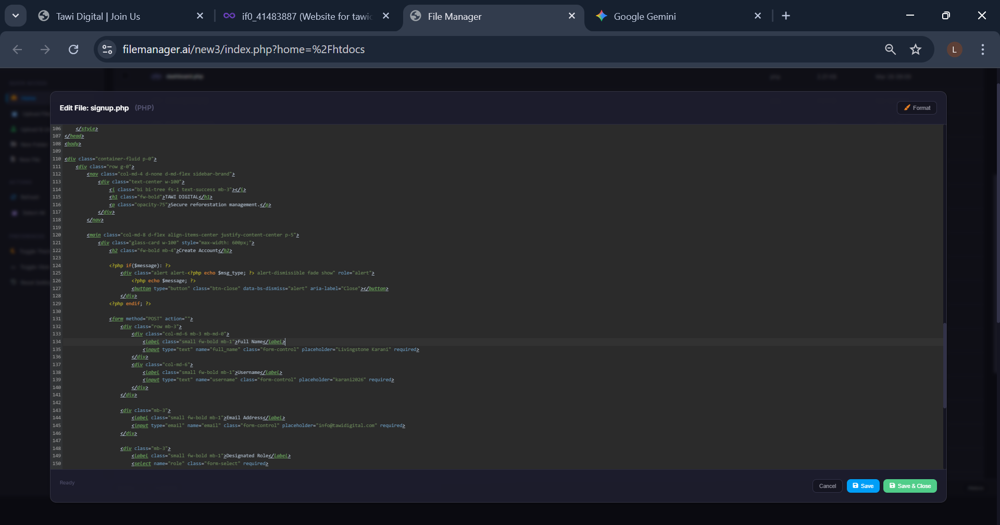 Tawi Digital | Join Us
if0_41483887 (Website for tawic
File Manager
Google Gemini
filemanager.ai/new3/index.php?home=%2Fhtdocs
L
Edit File: signup.php (PHP)
Format
106 </style>
107 </head>
108 <body>
109
110 <div class="container-fluid p-0">
111 <div class="row g-0">
112 <nav class="col-md-4 d-none d-md-flex sidebar-brand">
113 <div class="text-center w-100">
114 <i class="bi bi-tree fs-1 text-success mb-3"></i>
115 <h1 class="fw-bold">TAWI DIGITAL</h1>
116 <p class="opacity-75">Secure reforestation management.</p>
117 </div>
118 </nav>
119
120 <main class="col-md-8 d-flex align-items-center justify-content-center p-5">
121 <div class="glass-card w-100" style="max-width: 600px;">
122 <h2 class="fw-bold mb-4">Create Account</h2>
123
124 <?php if($message): ?>
125 <div class="alert alert-<?php echo $msg_type; ?> alert-dismissible fade show" role="alert">
126 <?php echo $message; ?>
127 <button type="button" class="btn-close" data-bs-dismiss="alert" aria-label="Close"></button>
128 </div>
129 <?php endif; ?>
130
131 <form method="POST" action="">
132 <div class="row mb-3">
133 <div class="col-md-6 mb-3 mb-md-0">
134 <label class="small fw-bold mb-1">Full Name</label>
135 <input type="text" name="full_name" class="form-control" placeholder="Livingstone Karani" required>
136 </div>
137 <div class="col-md-6">
138 <label class="small fw-bold mb-1">Username</label>
139 <input type="text" name="username" class="form-control" placeholder="karani2026" required>
140 </div>
141 </div>
142
143 <div class="mb-3">
144 <label class="small fw-bold mb-1">Email Address</label>
145 <input type="email" name="email" class="form-control" placeholder="info@tawidigital.com" required>
146 </div>
147
148 <div class="mb-3">
149 <label class="small fw-bold mb-1">Designated Role</label>
150 <select name="role" class="form-select" required>
Ready
Cancel
Save
Save & Close